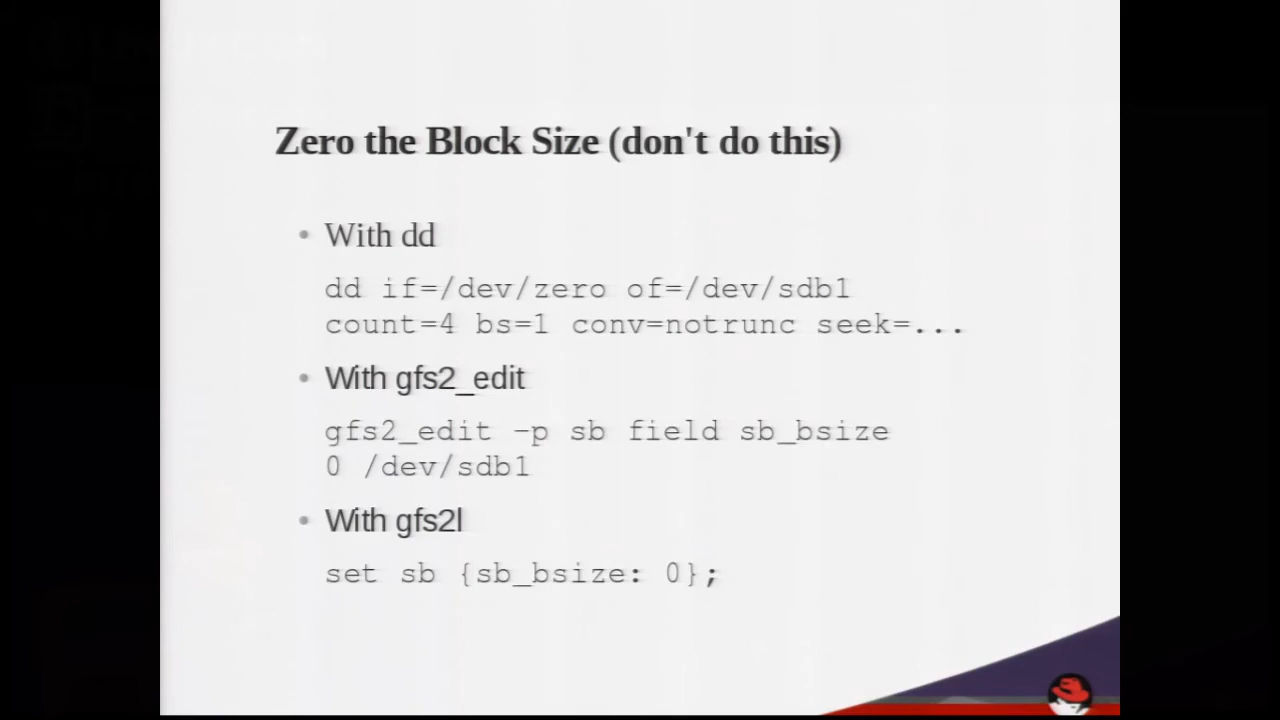 Zero the Block Size (don't do this)
• With dd
dd if=/dev/zero of=/dev/sdb1
count=4 bs=1 conv=notrunc seek=...
• With gfs2_edit
gfs2_edit -p sb field sb_bsize
0 /dev/sdb1
• With gfs2l
set sb {sb_bsize: 0};